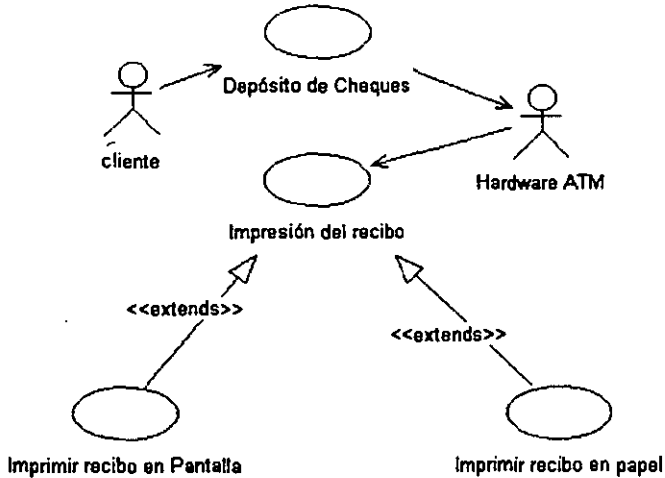 Depósito de Cheques
cliente
Hardware ATM
Impresión del recibo
<<extends>>
<<extends>>
Imprimir recibo en Pantalla
Imprimir recibo en papel